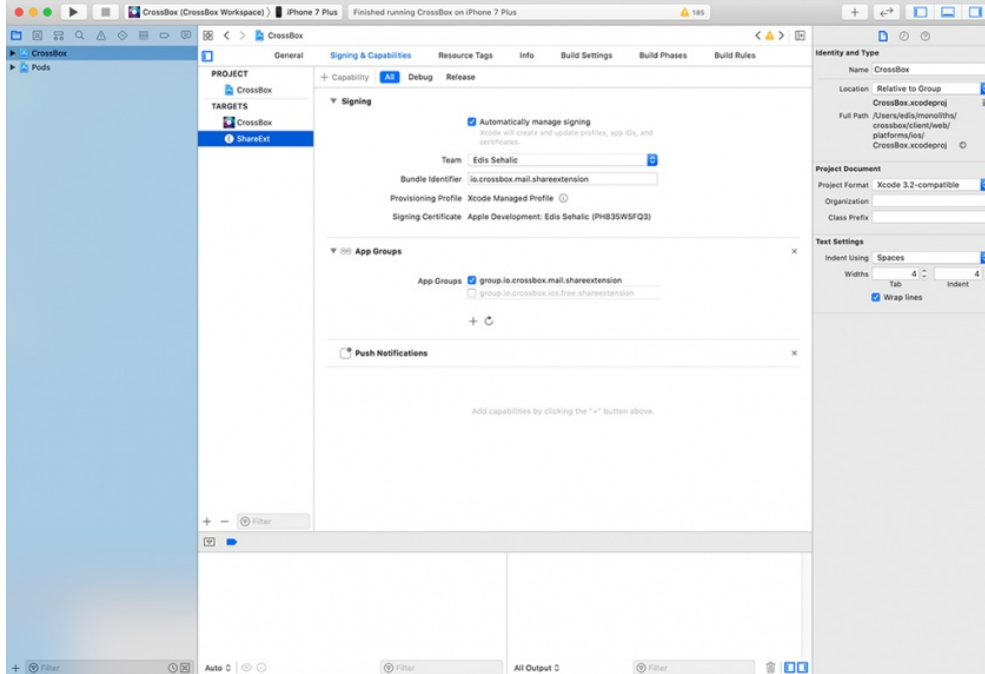 CrossBox (CrossBox Workspace) 〉 iPhone 7 Plus
Finished running CrossBox on iPhone 7 Plus
185
CrossBox
Pods
Filter
CrossBox
General Signing & Capabilities Resource Tags Info Build Settings Build Phases Build Rules
PROJECT
CrossBox
TARGETS
CrossBox
ShareExt
Filter
+ Capability All Debug Release
Signing
Automatically manage signing
Xcode will create and update profiles, app IDs, and
certificates.
Team Edis Sehalic
Bundle Identifier io.crossbox.mail.shareextension
Provisioning Profile Xcode Managed Profile
Signing Certificate Apple Development: Edis Sehalic (PH835W5FQ3)
App Groups
App Groups group.io.crossbox.mail.shareextension
group.io.crossbox.ios.free.shareextension
Push Notifications
Add capabilities by clicking the "+" button above.
Auto
Filter
All Output
Filter
Identity and Type
Name CrossBox
Location Relative to Group
CrossBox.xcodeproj
Full Path /Users/edis/monoliths/
crossbox/client/web/
platforms/ios/
CrossBox.xcodeproj
Project Document
Project Format Xcode 3.2-compatible
Organization
Class Prefix
Text Settings
Indent Using Spaces
Widths 4 4
Tab Indent
Wrap lines